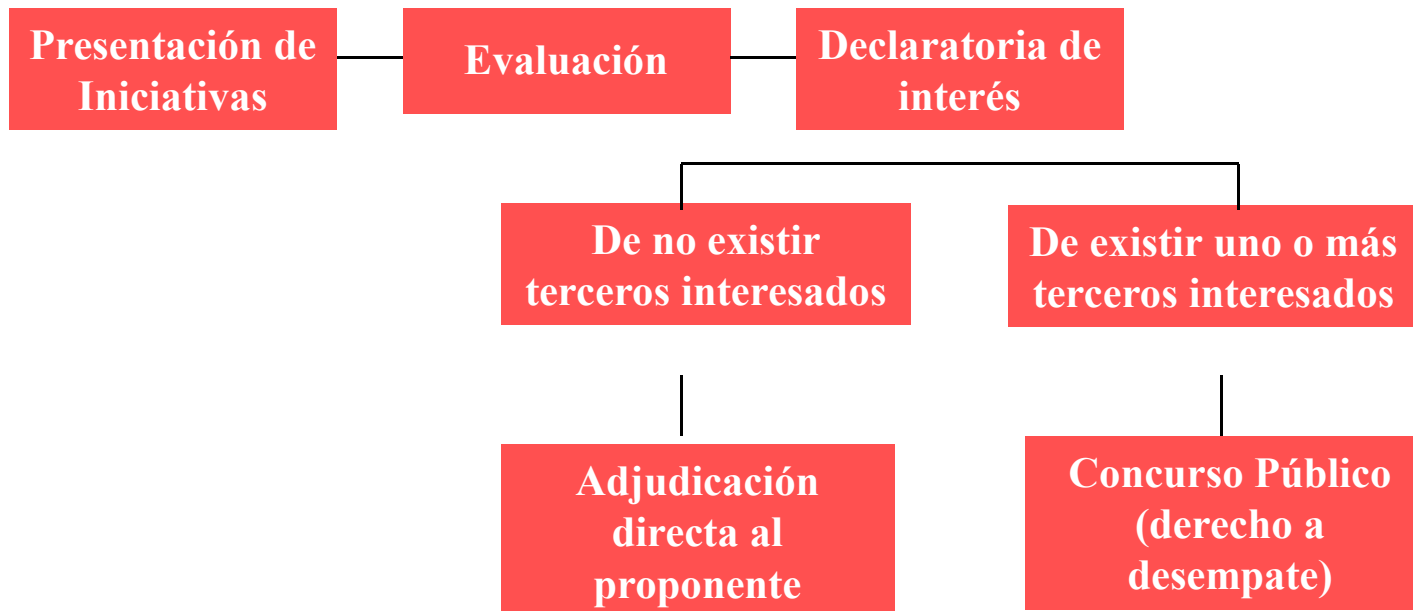 Presentación de
Iniciativas
Evaluación
Declaratoria de
interés
De no existir
terceros interesados
De existir uno o más
terceros interesados
Adjudicación
directa al
proponente
Concurso Público
(derecho a
desempate)